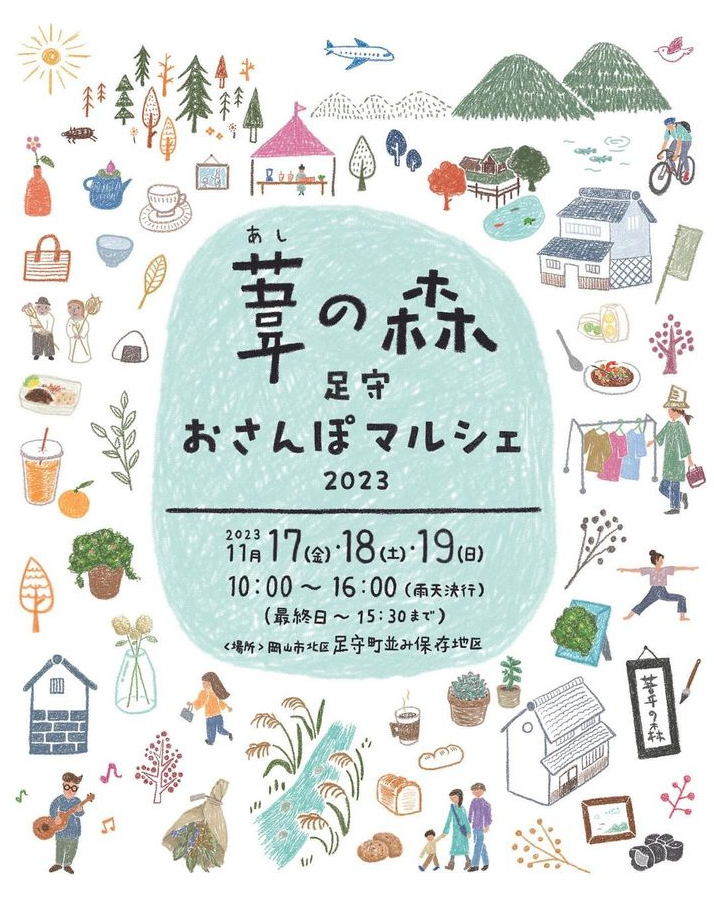 あし
葦の森
足守
おさんぽマルシェ
2023
2023
11月17(金)・18(土)・19(日)
10:00 〜 16:00 (雨天決行)
(最終日〜 15:30まで)
<場所> 岡山市北区 足守町並み保存地区
葦の森